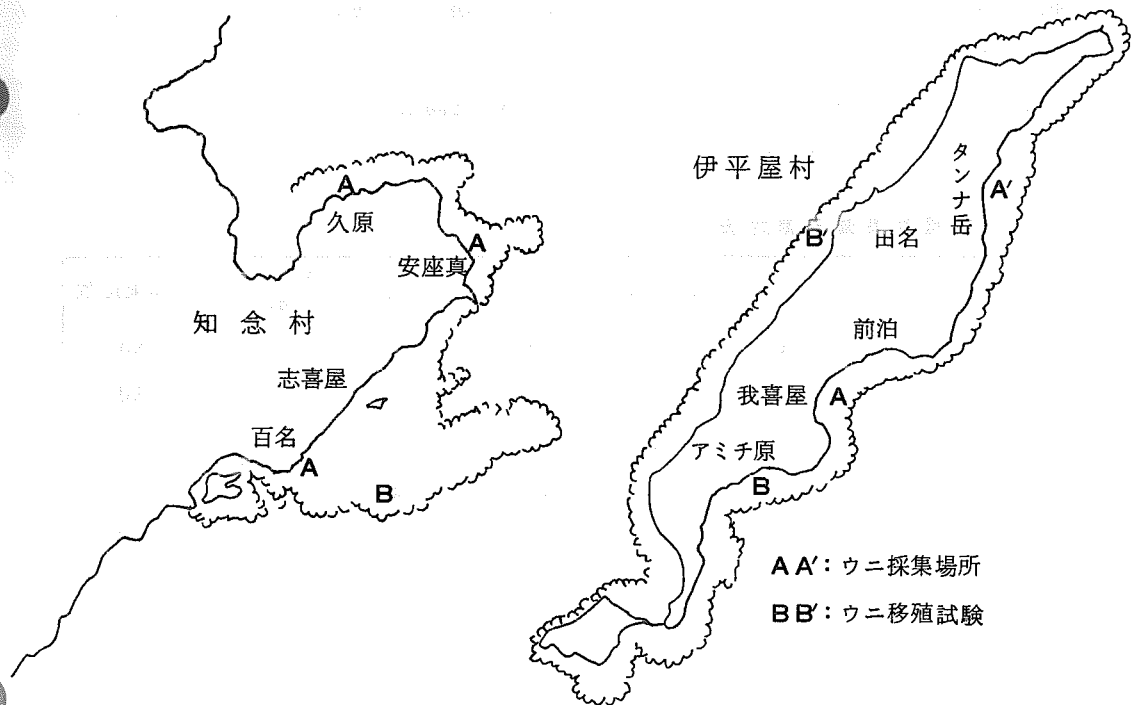 A
久原
A
安座真
知念村
志喜屋
百名
A
B
伊平屋村
タンナ岳
A′
B′
田名
前泊
我喜屋
A
アミチ原
B
A A′：ウニ採集場所
B B′：ウニ移殖試験